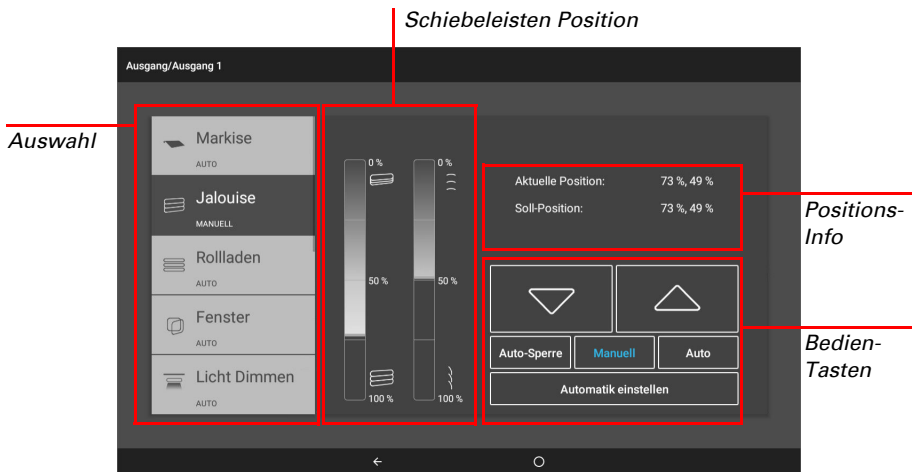 Schiebeleisten Position
Ausgang/Ausgang 1
Auswahl
Markise
AUTO
Jalouise
MANUELL
Rollladen
AUTO
Fenster
AUTO
Licht Dimmen
AUTO
0 %
50 %
100 %
0 %
50 %
100 %
Aktuelle Position: 73 %, 49 %
Soll-Position: 73 %, 49 %
Positions-
Info
Auto-Sperre Manuell Auto
Automatik einstellen
Bedien-
Tasten